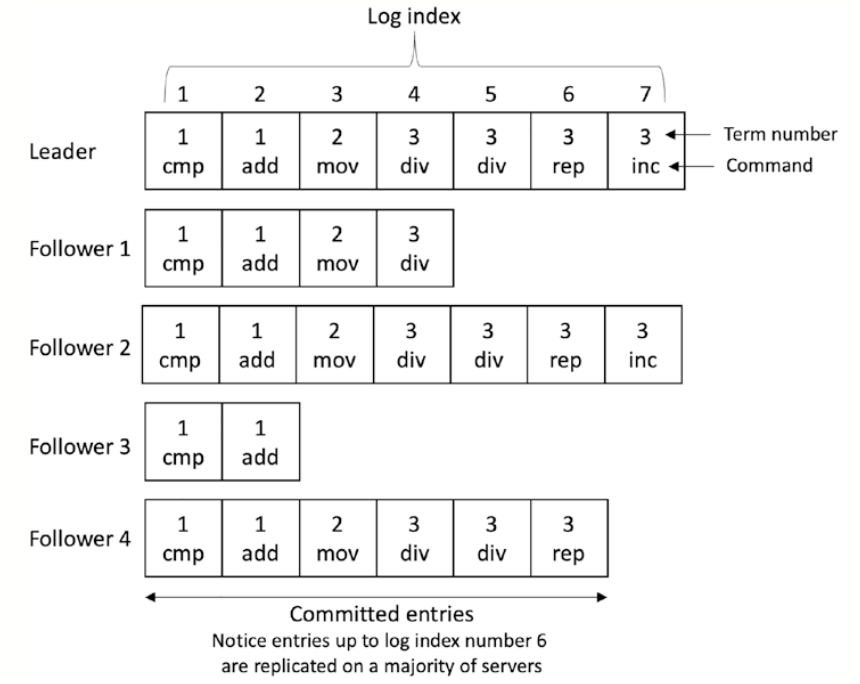 Log index
1 2 3 4 5 6 7
Leader
1 1 2 3 3 3 3
cmp add mov div div rep inc
Term number
Command
Follower 1
1 1 2 3
cmp add mov div
Follower 2
1 1 2 3 3 3 3
cmp add mov div div rep inc
Follower 3
1 1
cmp add
Follower 4
1 1 2 3 3 3
cmp add mov div div rep
Committed entries
Notice entries up to log index number 6
are replicated on a majority of servers